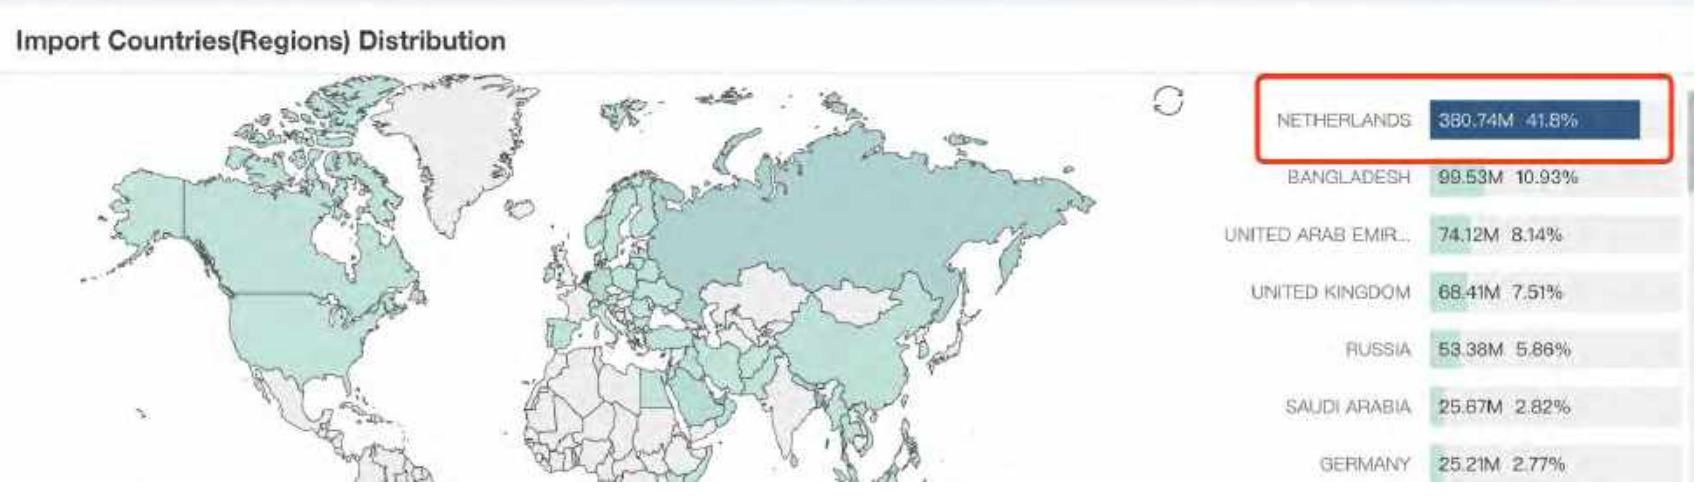 Import Countries(Regions) Distribution
NETHERLANDS 380.74M 41.8%
BANGLADESH 99.53M 10.93%
UNITED ARAB EMIR... 74.12M 8.14%
UNITED KINGDOM 68.41M 7.51%
RUSSIA 53.38M 5.86%
SAUDI ARABIA 25.67M 2.82%
GERMANY 25.21M 2.77%